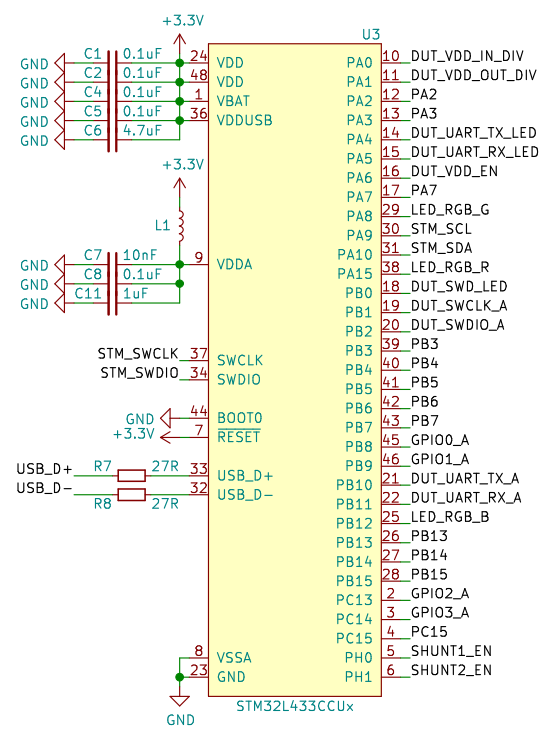 +3.3V
U3
GND C1 0.1uF 24 VDD PA0 10 DUT_VDD_IN_DIV
GND C2 0.1uF 48 VDD PA1 11 DUT_VDD_OUT_DIV
GND C4 0.1uF 1 VBAT PA2 12 PA2
GND C5 0.1uF 36 VDDUSB PA3 13 PA3
GND C6 4.7uF PA4 14 DUT_UART_TX_LED
PA5 15 DUT_UART_RX_LED
+3.3V PA6 16 DUT_VDD_EN
PA7 17 PA7
PA8 29 LED_RGB_G
L1 PA9 30 STM_SCL
PA10 31 STM_SDA
GND C7 10nF 9 VDDA PA15 38 LED_RGB_R
GND C8 0.1uF PB0 18 DUT_SWD_LED
GND C11 1uF PB1 19 DUT_SWCLK_A
PB2 20 DUT_SWDIO_A
PB3 39 PB3
STM_SWCLK 37 SWCLK PB4 40 PB4
STM_SWDIO 34 SWDIO PB5 41 PB5
PB6 42 PB6
GND 44 BOOT0 PB7 43 PB7
+3.3V 7 RESET PB8 45 GPIO0_A
PB9 46 GPIO1_A
USB_D+ R7 27R 33 USB_D+ PB10 21 DUT_UART_TX_A
USB_D- R8 27R 32 USB_D- PB11 22 DUT_UART_RX_A
PB12 25 LED_RGB_B
PB13 26 PB13
PB14 27 PB14
PB15 28 PB15
PC13 2 GPIO2_A
PC14 3 GPIO3_A
PC15 4 PC15
8 VSSA PH0 5 SHUNT1_EN
23 GND PH1 6 SHUNT2_EN
GND
STM32L433CCUx